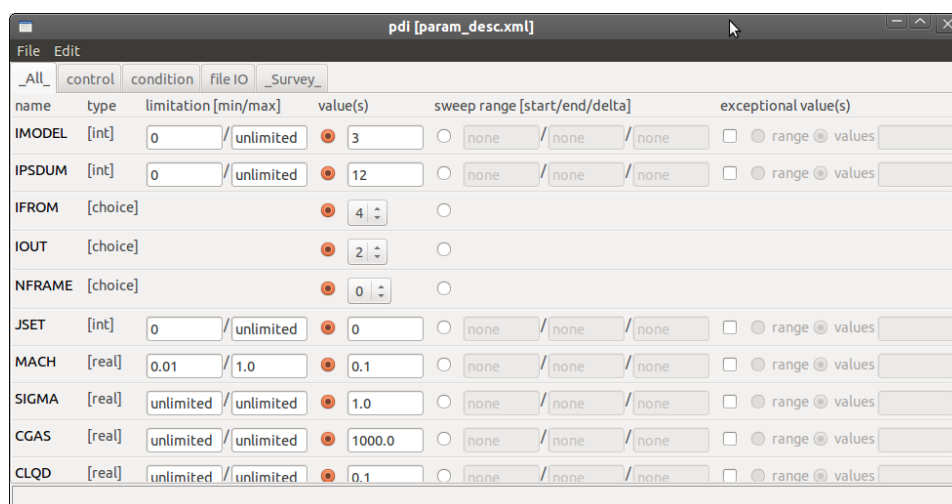 pdi [param_desc.xml]
File Edit
_All_ control condition file IO _Survey_
name type limitation [min/max] value(s) sweep range [start/end/delta] exceptional value(s)
IMODEL [int] 0 / unlimited 3 none / none / none range values
IPSDUM [int] 0 / unlimited 12 none / none / none range values
IFROM [choice] 4
IOUT [choice] 2
NFRAME [choice] 0
JSET [int] 0 / unlimited 0 none / none / none range values
MACH [real] 0.01 / 1.0 0.1 none / none / none range values
SIGMA [real] unlimited / unlimited 1.0 none / none / none range values
CGAS [real] unlimited / unlimited 1000.0 none / none / none range values
CLQD [real] unlimited / unlimited 0.1 none / none / none range values